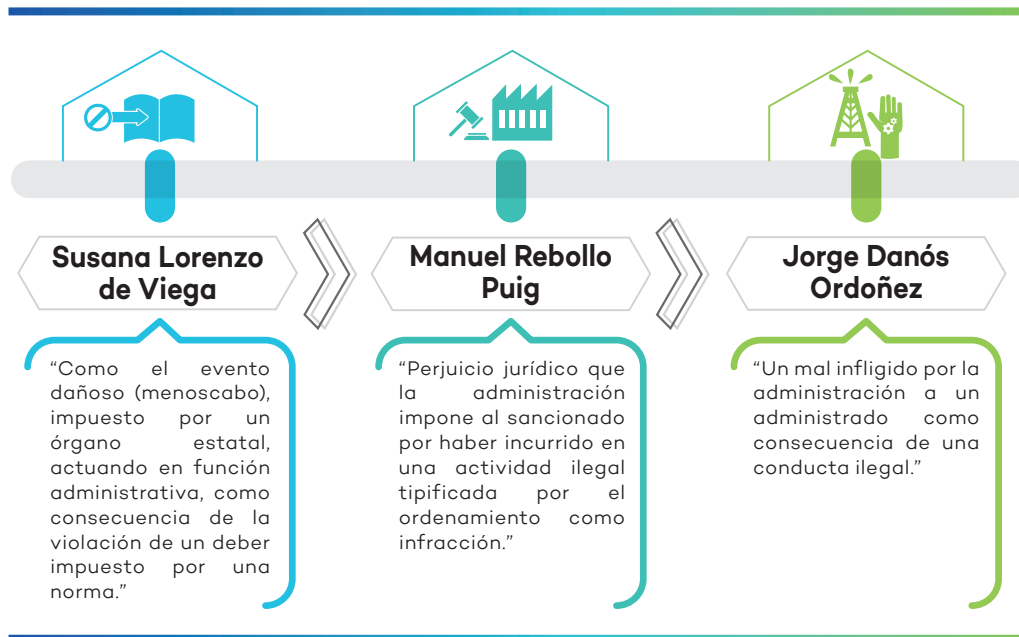 Susana Lorenzo
de Viega
“Como el evento
dañoso (menoscabo),
impuesto por un
órgano estatal,
actuando en función
administrativa, como
consecuencia de la
violación de un deber
impuesto por una
norma.”
Manuel Rebollo
Puig
“Perjuicio jurídico que
la administración
impone al sancionado
por haber incurrido en
una actividad ilegal
tipificada por el
ordenamiento como
infracción.”
Jorge Danós
Ordoñez
“Un mal infligido por la
administración a un
administrado como
consecuencia de una
conducta ilegal.”